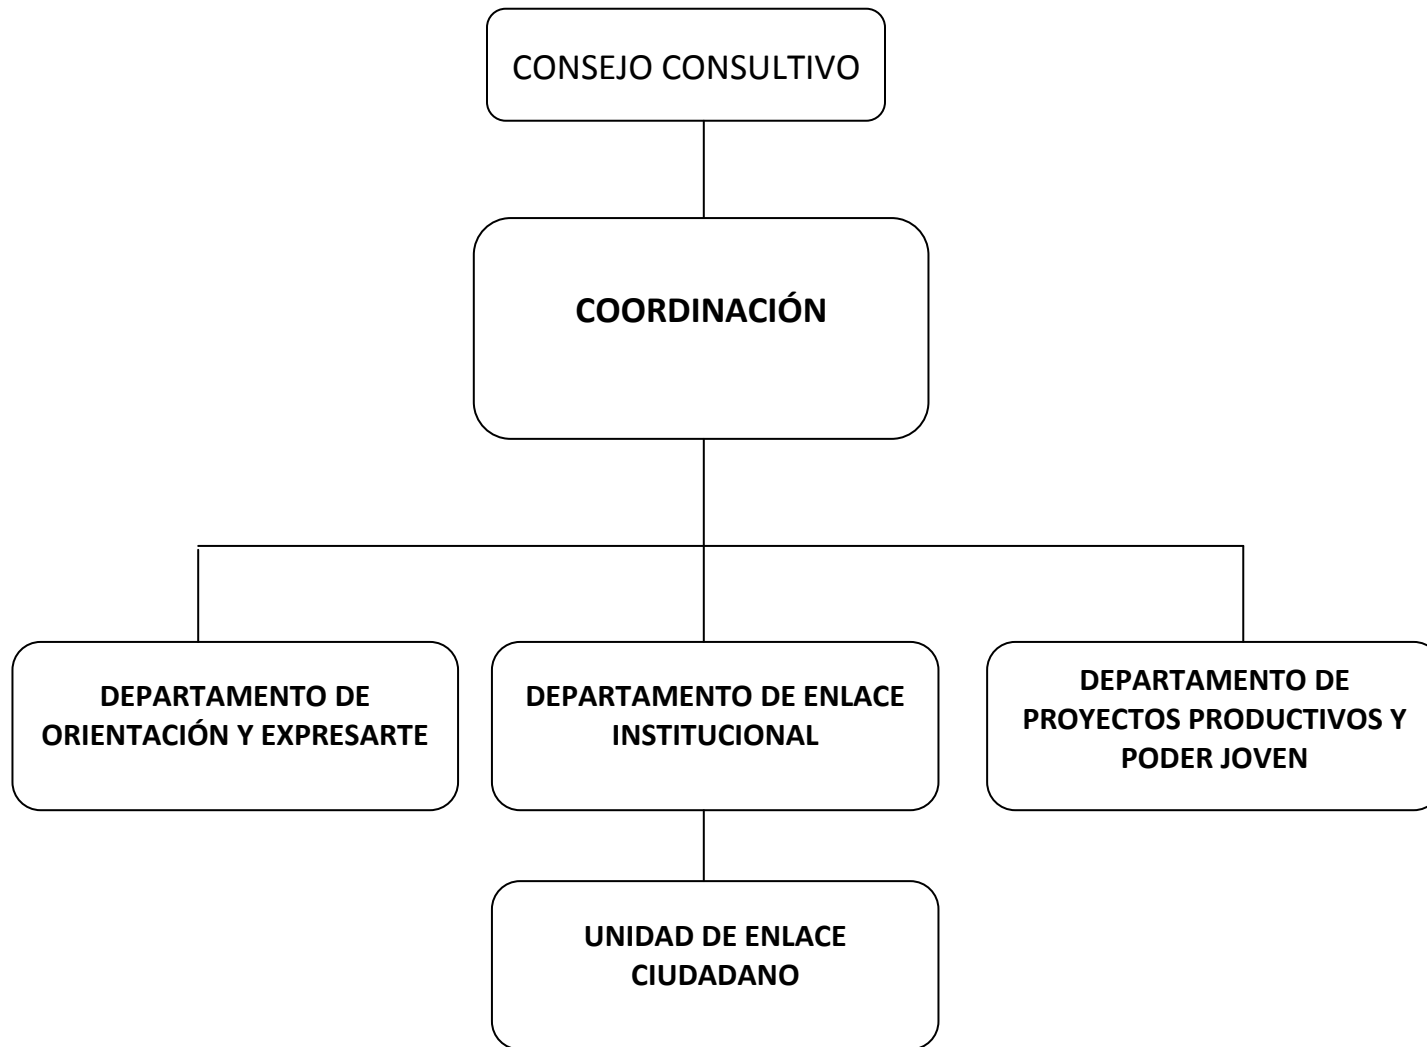 CONSEJO CONSULTIVO
COORDINACIÓN
DEPARTAMENTO DE
ORIENTACIÓN Y EXPRESARTE
DEPARTAMENTO DE ENLACE
INSTITUCIONAL
DEPARTAMENTO DE
PROYECTOS PRODUCTIVOS Y
PODER JOVEN
UNIDAD DE ENLACE
CIUDADANO